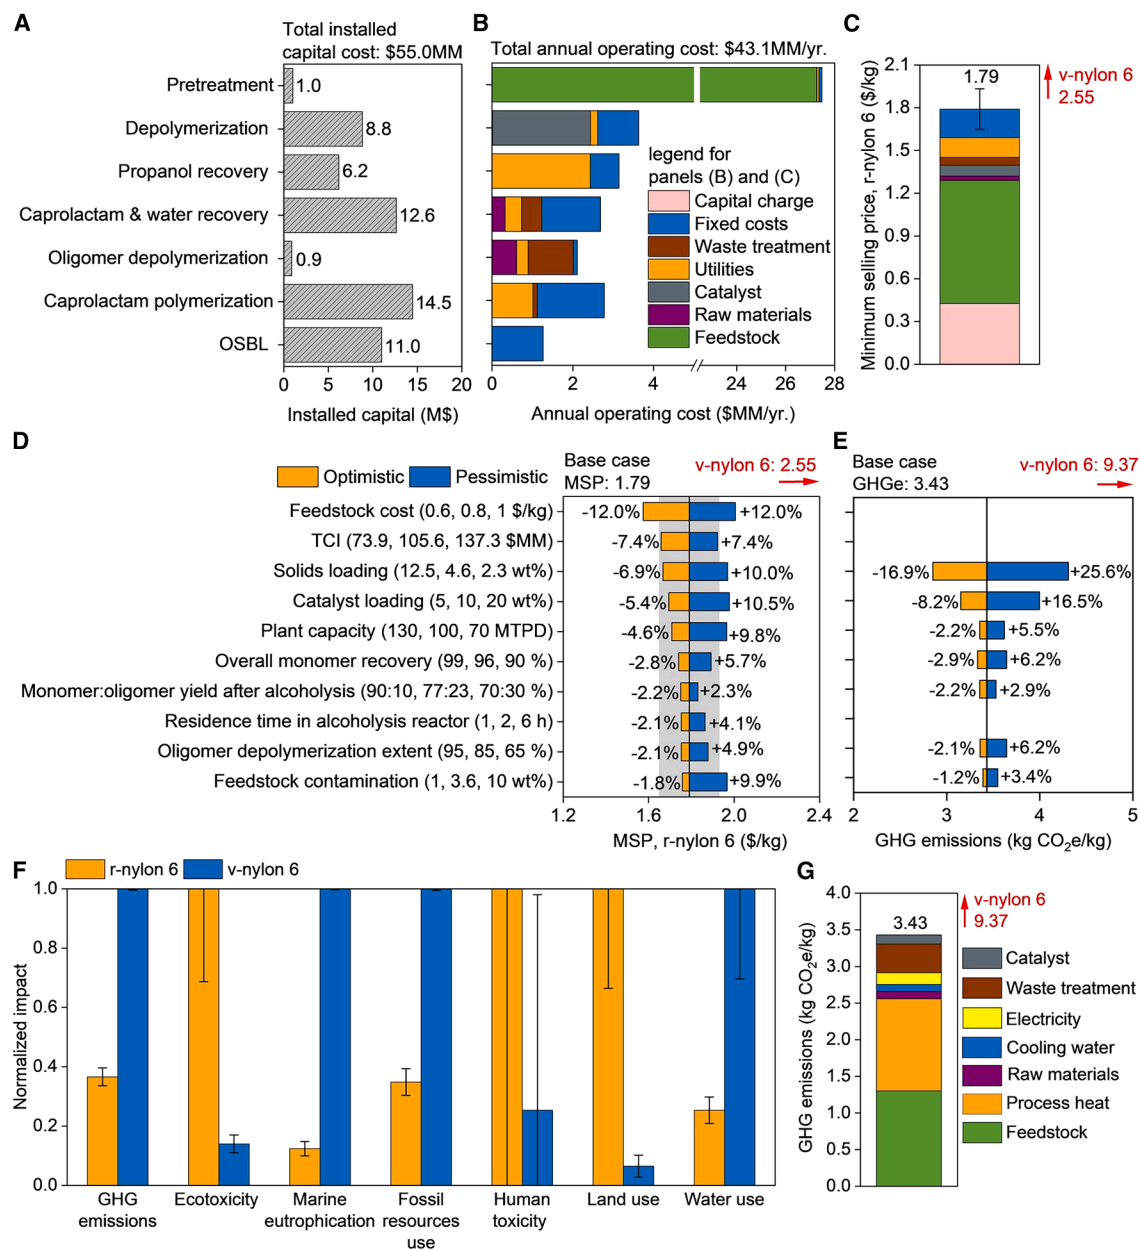 A
Total installed
capital cost: $55.0MM
Pretreatment
1.0
Depolymerization
8.8
Propanol recovery
6.2
Caprolactam & water recovery
12.6
Oligomer depolymerization
0.9
Caprolactam polymerization
14.5
OSBL
11.0
0 5 10 15 20
Installed capital (M$)
B
Total annual operating cost: $43.1MM/yr.
legend for
panels (B) and (C)
Capital charge
Fixed costs
Waste treatment
Utilities
Catalyst
Raw materials
Feedstock
0 2 4 24 26 28
Annual operating cost ($MM/yr.)
C
Minimum selling price, r-nylon 6 ($/kg)
2.1
1.8
1.5
1.2
0.9
0.6
0.3
0.0
1.79
v-nylon 6
2.55
D
Optimistic Pessimistic
Base case
MSP: 1.79
v-nylon 6: 2.55
Feedstock cost (0.6, 0.8, 1 $/kg) -12.0% +12.0%
TCI (73.9, 105.6, 137.3 $MM) -7.4% +7.4%
Solids loading (12.5, 4.6, 2.3 wt%) -6.9% +10.0%
Catalyst loading (5, 10, 20 wt%) -5.4% +10.5%
Plant capacity (130, 100, 70 MTPD) -4.6% +9.8%
Overall monomer recovery (99, 96, 90 %) -2.8% +5.7%
Monomer:oligomer yield after alcoholysis (90:10, 77:23, 70:30 %) -2.2% +2.3%
Residence time in alcoholysis reactor (1, 2, 6 h) -2.1% +4.1%
Oligomer depolymerization extent (95, 85, 65 %) -2.1% +4.9%
Feedstock contamination (1, 3.6, 10 wt%) -1.8% +9.9%
1.2 1.6 2.0 2.4
MSP, r-nylon 6 ($/kg)
E
Base case
GHGe: 3.43
v-nylon 6: 9.37
-16.9% +25.6%
-8.2% +16.5%
-2.2% +5.5%
-2.9% +6.2%
-2.2% +2.9%
-2.1% +6.2%
-1.2% +3.4%
2 3 4 5
GHG emissions (kg CO2e/kg)
F
r-nylon 6 v-nylon 6
Normalized impact
1.0
0.8
0.6
0.4
0.2
0.0
GHG
emissions
Ecotoxicity
Marine
eutrophication
Fossil
resources
use
Human
toxicity
Land use
Water use
G
GHG emissions (kg CO2e/kg)
4.0
3.5
3.0
2.5
2.0
1.5
1.0
0.5
0.0
3.43
v-nylon 6
9.37
Catalyst
Waste treatment
Electricity
Cooling water
Raw materials
Process heat
Feedstock